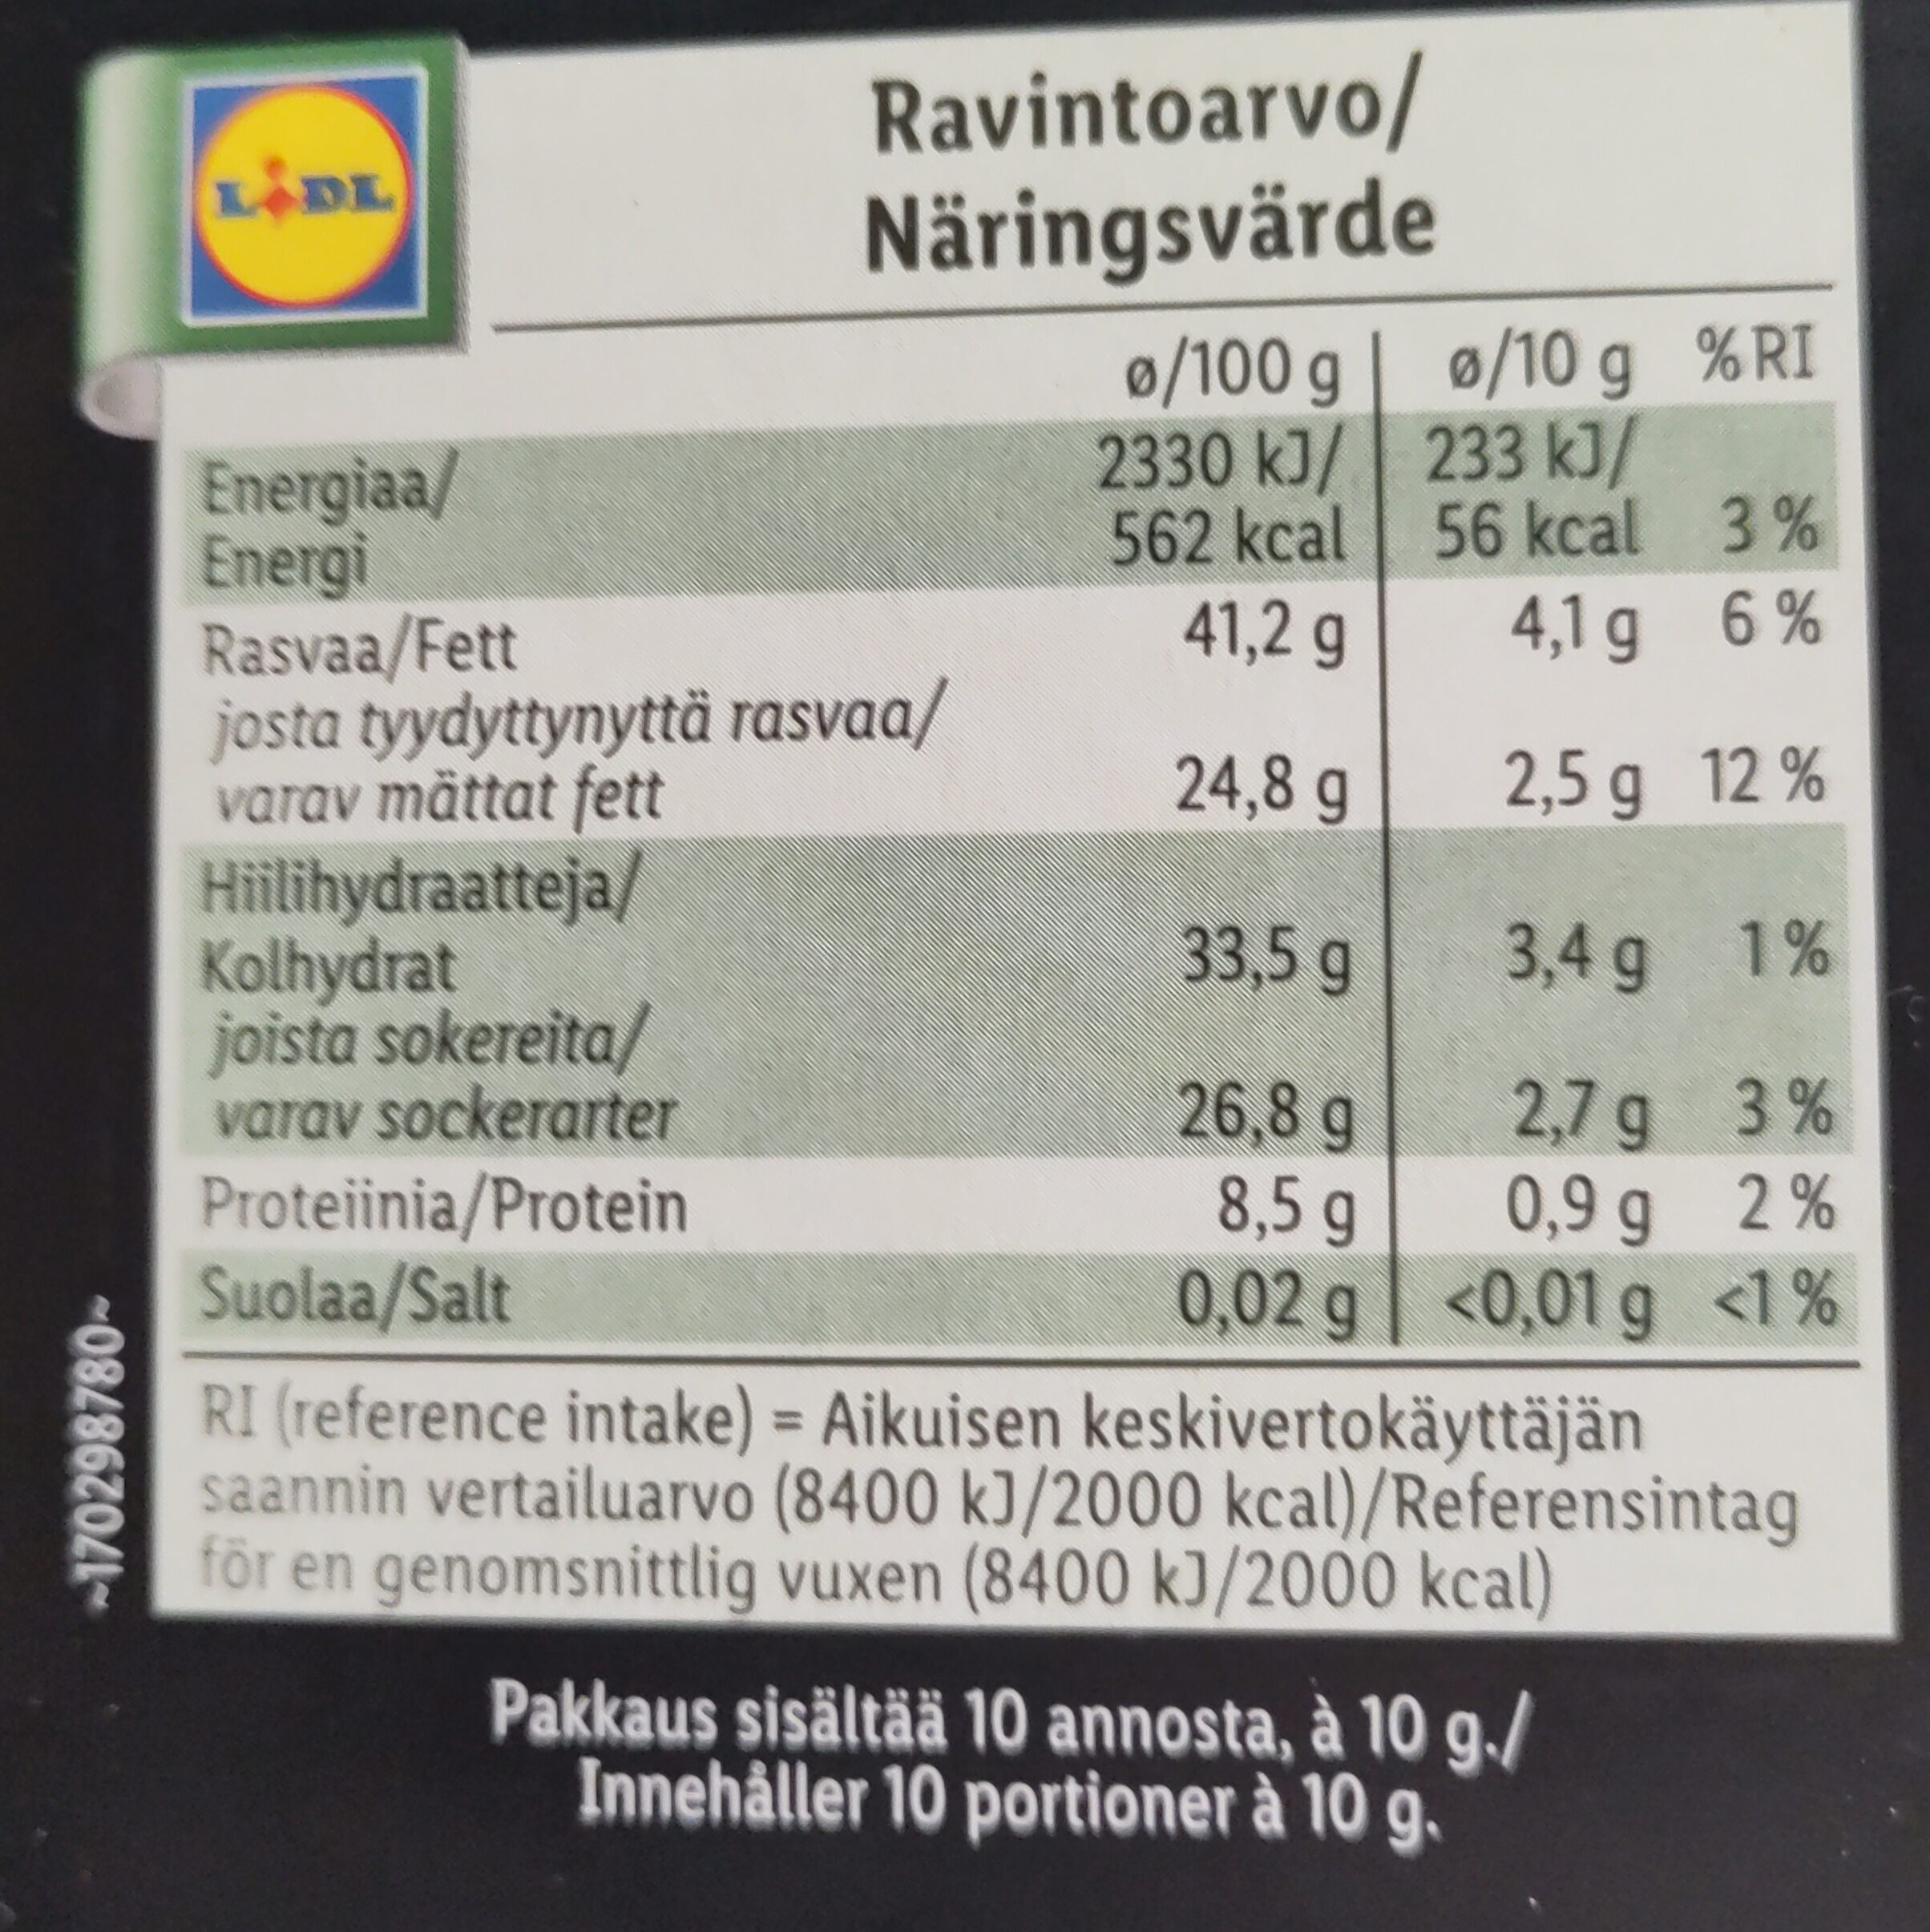 LIDL
Ravintoarvo/
Näringsvärde
ø/100 g ø/10 g %RI
Energiaa/ 2330 kJ/ 233 kJ/
Energi 562 kcal 56 kcal 3 %
Rasvaa/Fett 41,2 g 4,1 g 6 %
josta tyydyttynyttä rasvaa/
varav mättat fett 24,8 g 2,5 g 12 %
Hiilihydraatteja/
Kolhydrat 33,5 g 3,4 g 1 %
joista sokereita/
varav sockerarter 26,8 g 2,7 g 3 %
Proteiinia/Protein 8,5 g 0,9 g 2 %
Suolaa/Salt 0,02 g <0,01 g <1 %
RI (reference intake) = Aikuisen keskivertokäyttäjän
saannin vertailuarvo (8400 kJ/2000 kcal)/Referensintag
för en genomsnittlig vuxen (8400 kJ/2000 kcal)
~170298780~
Pakkaus sisältää 10 annosta, à 10 g./
Innehåller 10 portioner à 10 g.